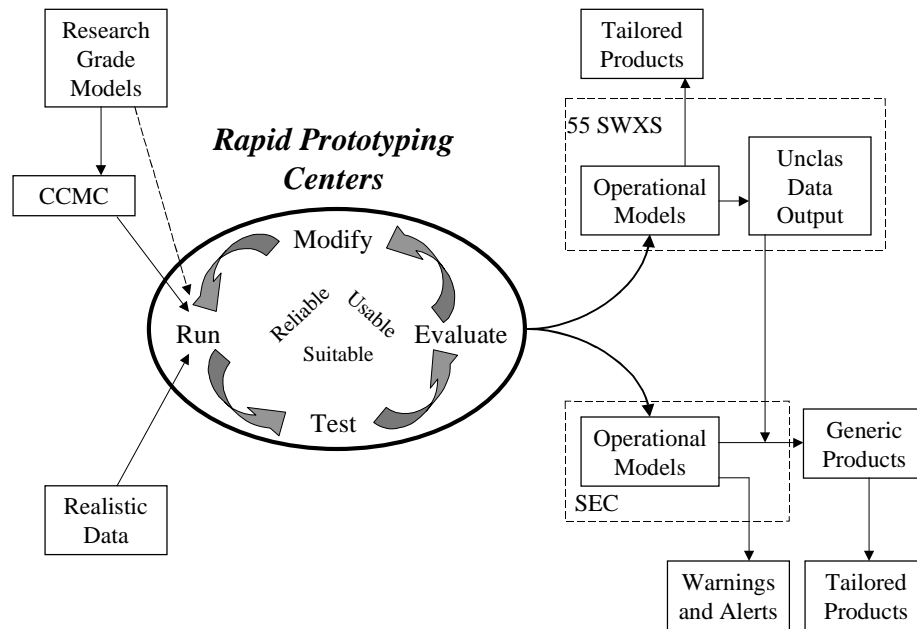 Research
Grade
Models
CCMC
Realistic
Data
Rapid Prototyping
Centers
Modify
Run
Evaluate
Test
Reliable
Usable
Suitable
Tailored
Products
55 SWXS
Operational
Models
Unclas
Data
Output
Operational
Models
SEC
Generic
Products
Warnings
and Alerts
Tailored
Products